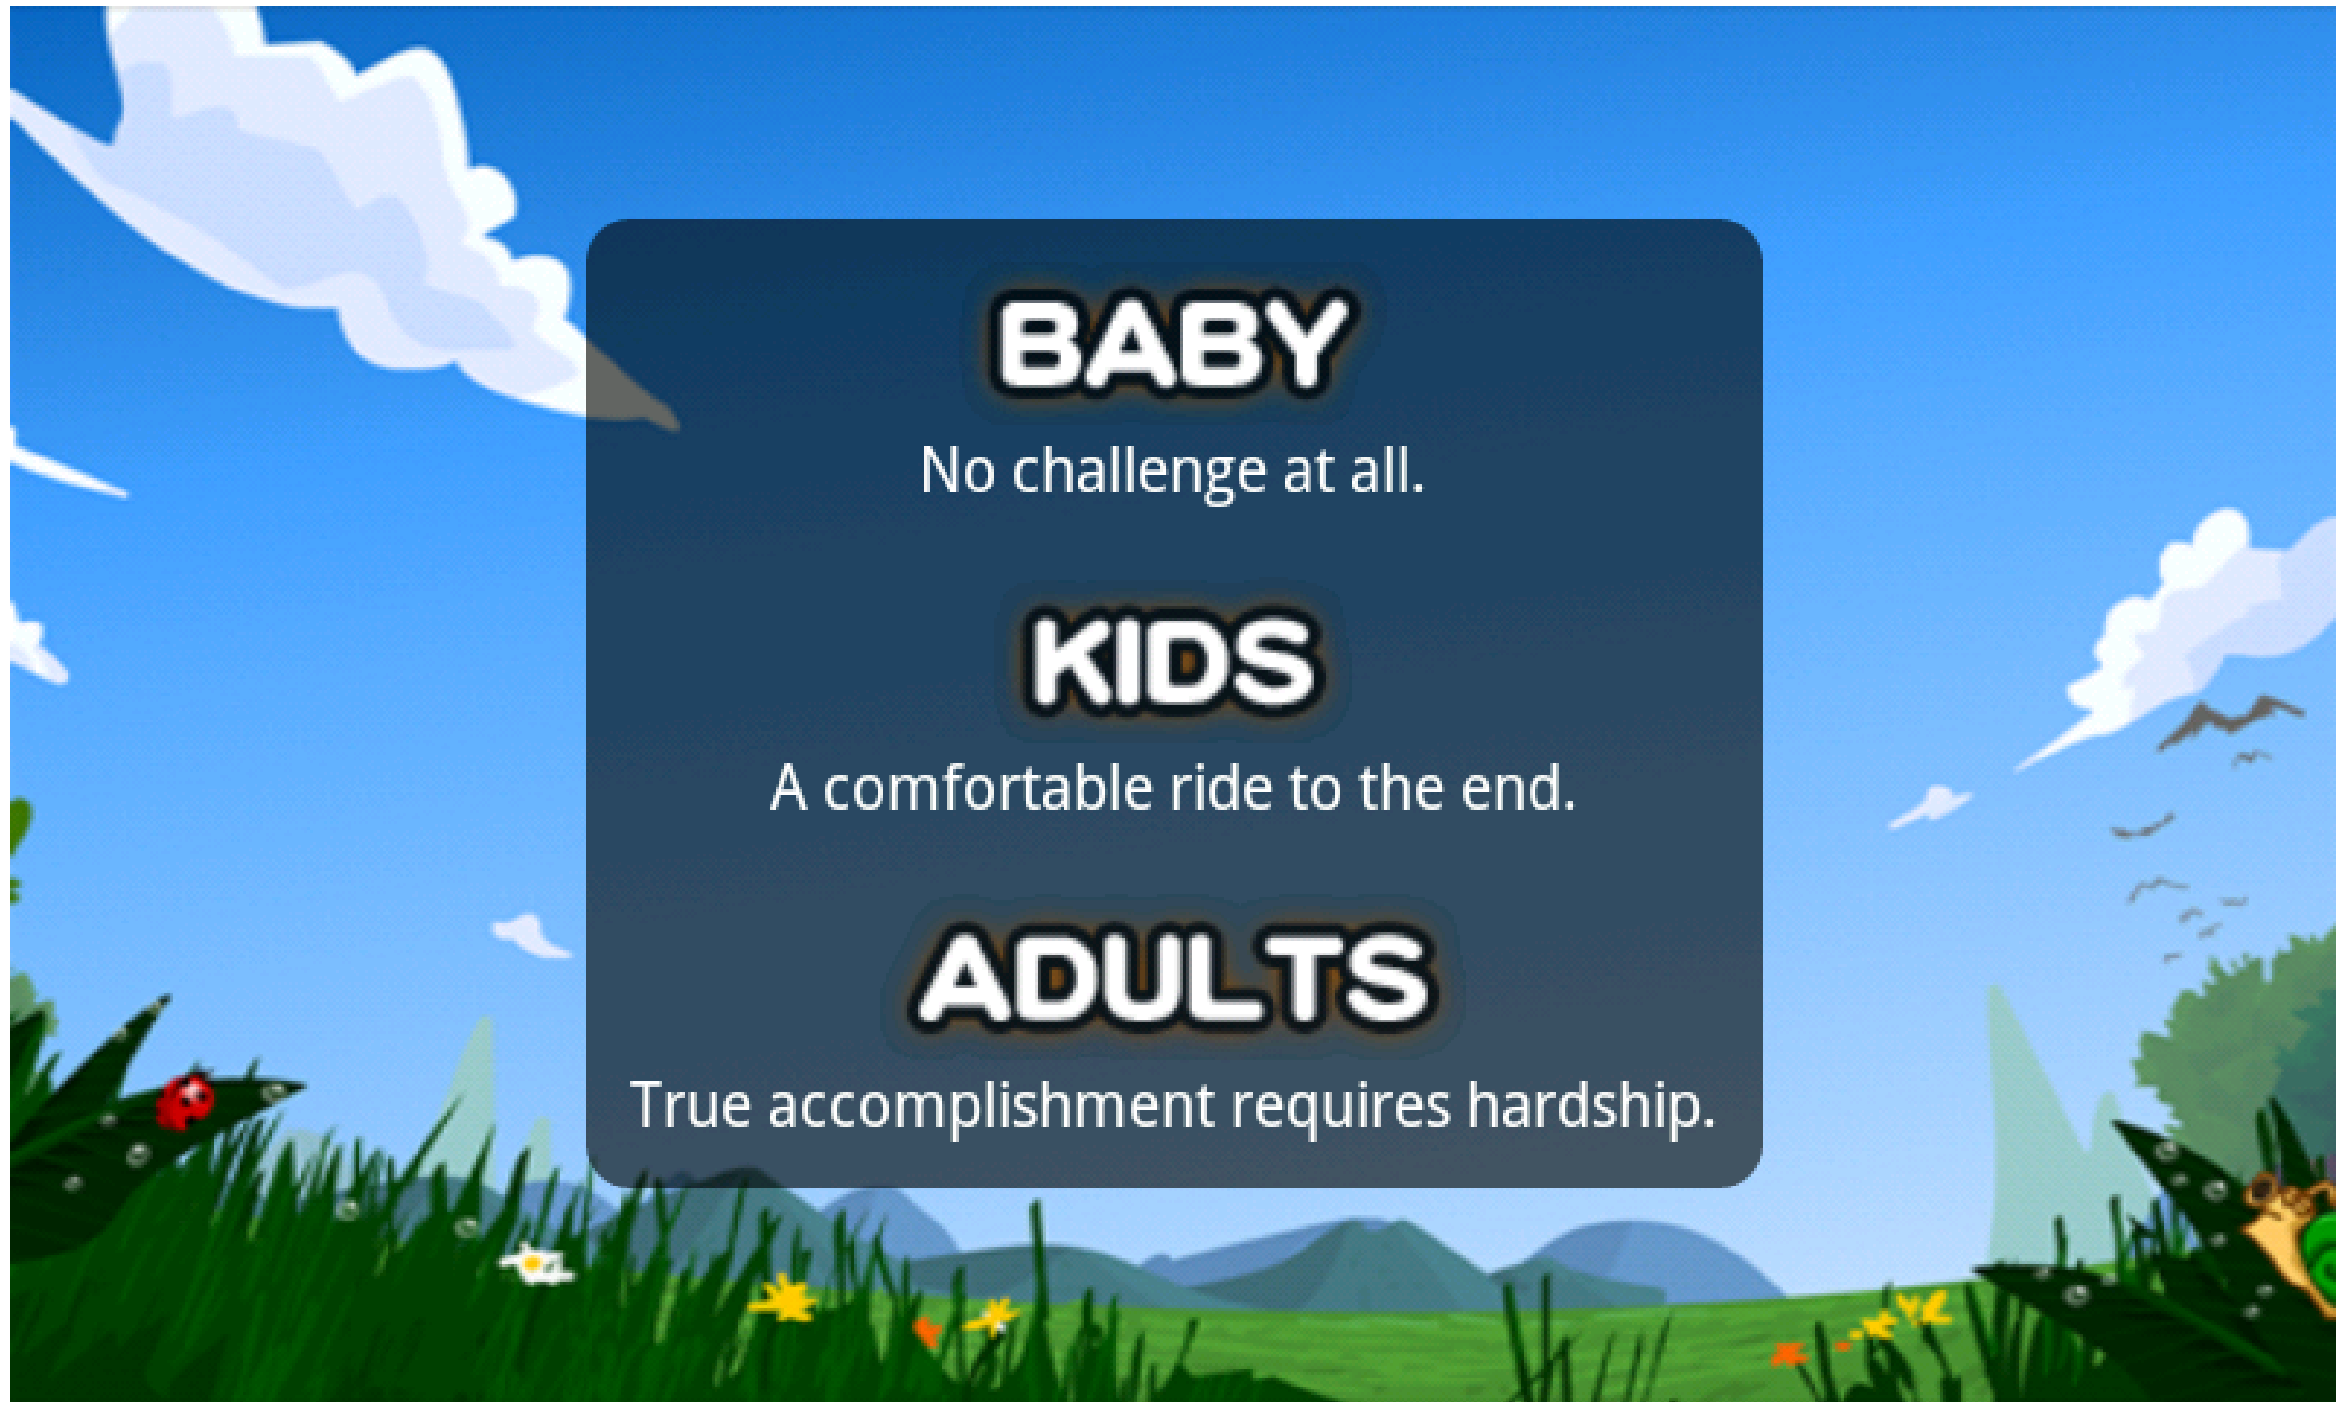 BABY
No challenge at all.
KIDS
A comfortable ride to the end.
ADULTS
True accomplishment requires hardship.